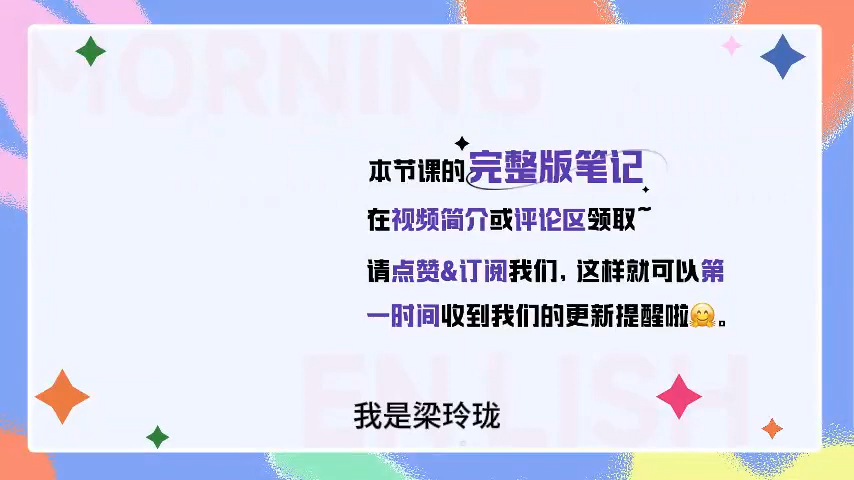 MORNING
本节课的完整版笔记
在视频简介或评论区领取~
请点赞&订阅我们，这样就可以第
一时间收到我们的更新提醒啦🤗。
EN LISH
我是梁玲珑